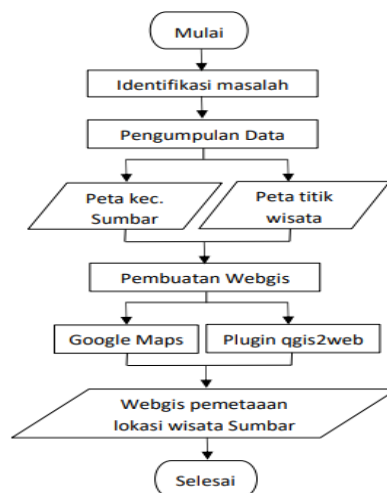 Mulai
Identifikasi masalah
Pengumpulan Data
Peta kec.
Sumbar
Peta titik
wisata
Pembuatan Webgis
Google Maps
Plugin qgis2web
Webgis pemetaaan
lokasi wisata Sumbar
Selesai